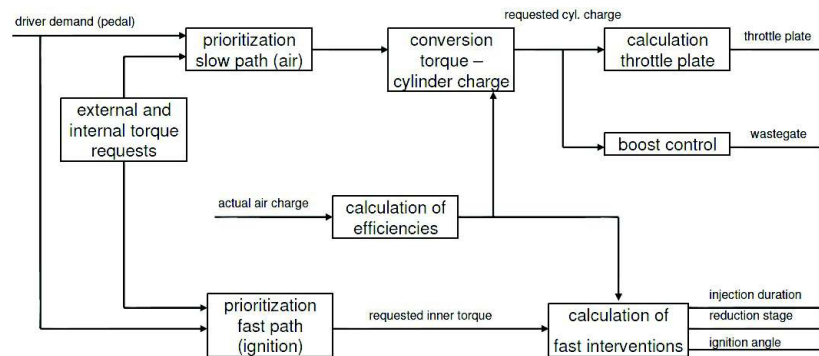 driver demand (pedal)
prioritization
slow path (air)
conversion
torque –
cylinder charge
requested cyl. charge
calculation
throttle plate
throttle plate
external and
internal torque
requests
boost control
wastegate
actual air charge
calculation of
efficiencies
prioritization
fast path
(ignition)
requested inner torque
calculation of
fast interventions
injection duration
reduction stage
ignition angle